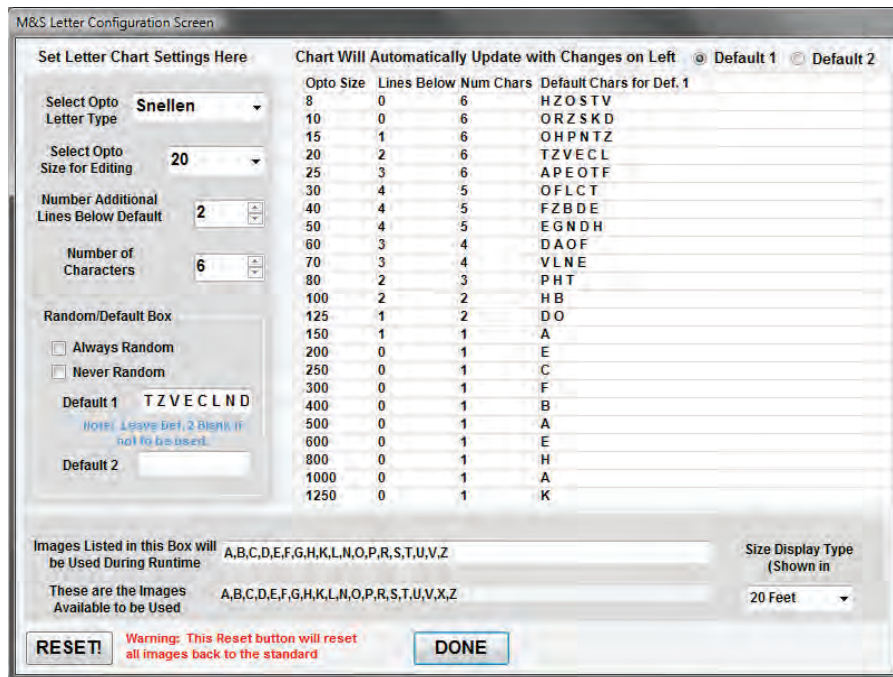 M&S Letter Configuration Screen
Set Letter Chart Settings Here
Chart Will Automatically Update with Changes on Left
Default 1
Default 2
Select Opto
Letter Type
Snellen
Select Opto
Size for Editing
20
Number Additional
Lines Below Default
2
Number of
Characters
6
Random/Default Box
Always Random
Never Random
Default 1
T Z V E C L N D
Note: Leave Def. 2 Blank if
not to be used.
Default 2
Opto Size Lines Below Num Chars Default Chars for Def. 1
8 0 6 H Z O S T V
10 0 6 O R Z S K D
15 1 6 O H P N T Z
20 2 6 T Z V E C L
25 3 6 A P E O T F
30 4 5 O F L C T
40 4 5 F Z B D E
50 4 5 E G N D H
60 3 4 D A O F
70 3 4 V L N E
80 2 3 P H T
100 2 2 H B
125 1 2 D O
150 1 1 A
200 0 1 E
250 0 1 C
300 0 1 F
400 0 1 B
500 0 1 A
600 0 1 E
800 0 1 H
1000 0 1 A
1250 0 1 K
Images Listed in this Box will
be Used During Runtime
A,B,C,D,E,F,G,H,K,L,N,O,P,R,S,T,U,V,Z
These are the Images
Available to be Used
A,B,C,D,E,F,G,H,K,L,N,O,P,R,S,T,U,V,X,Z
Size Display Type
(Shown in
20 Feet
RESET!
Warning: This Reset button will reset
all images back to the standard
DONE